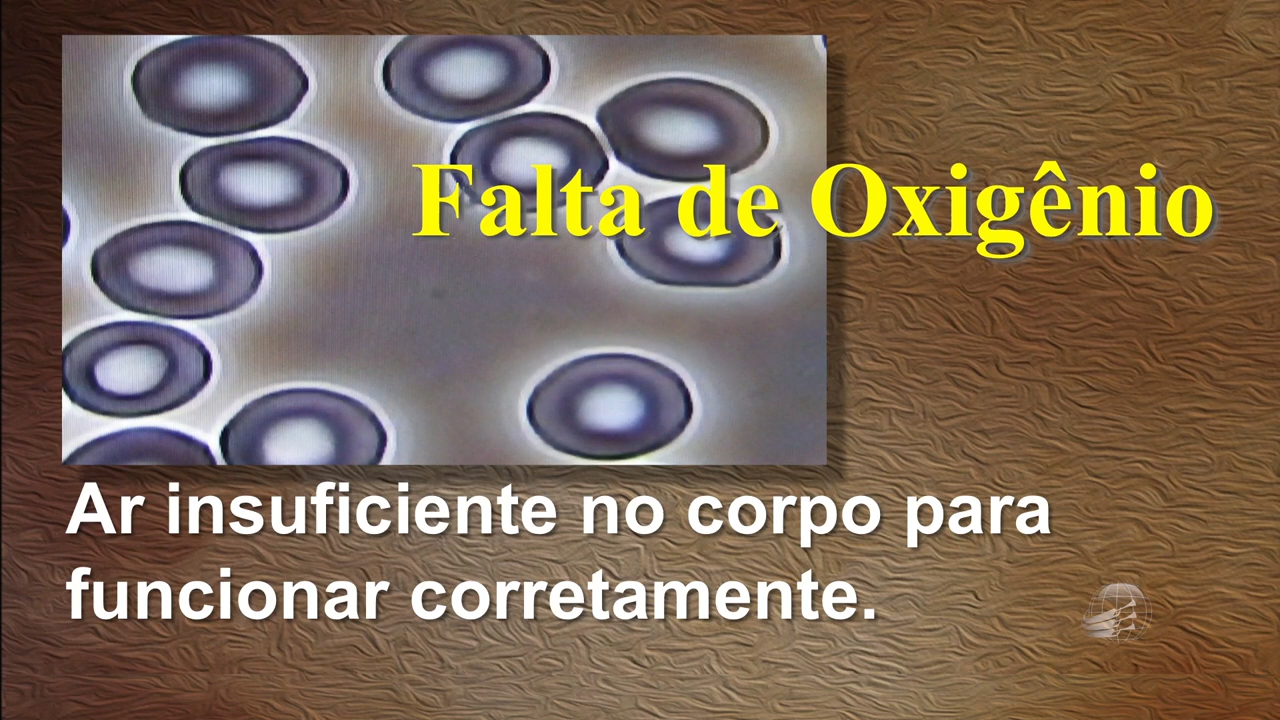 Falta de Oxigênio
Ar insuficiente no corpo para
funcionar corretamente.